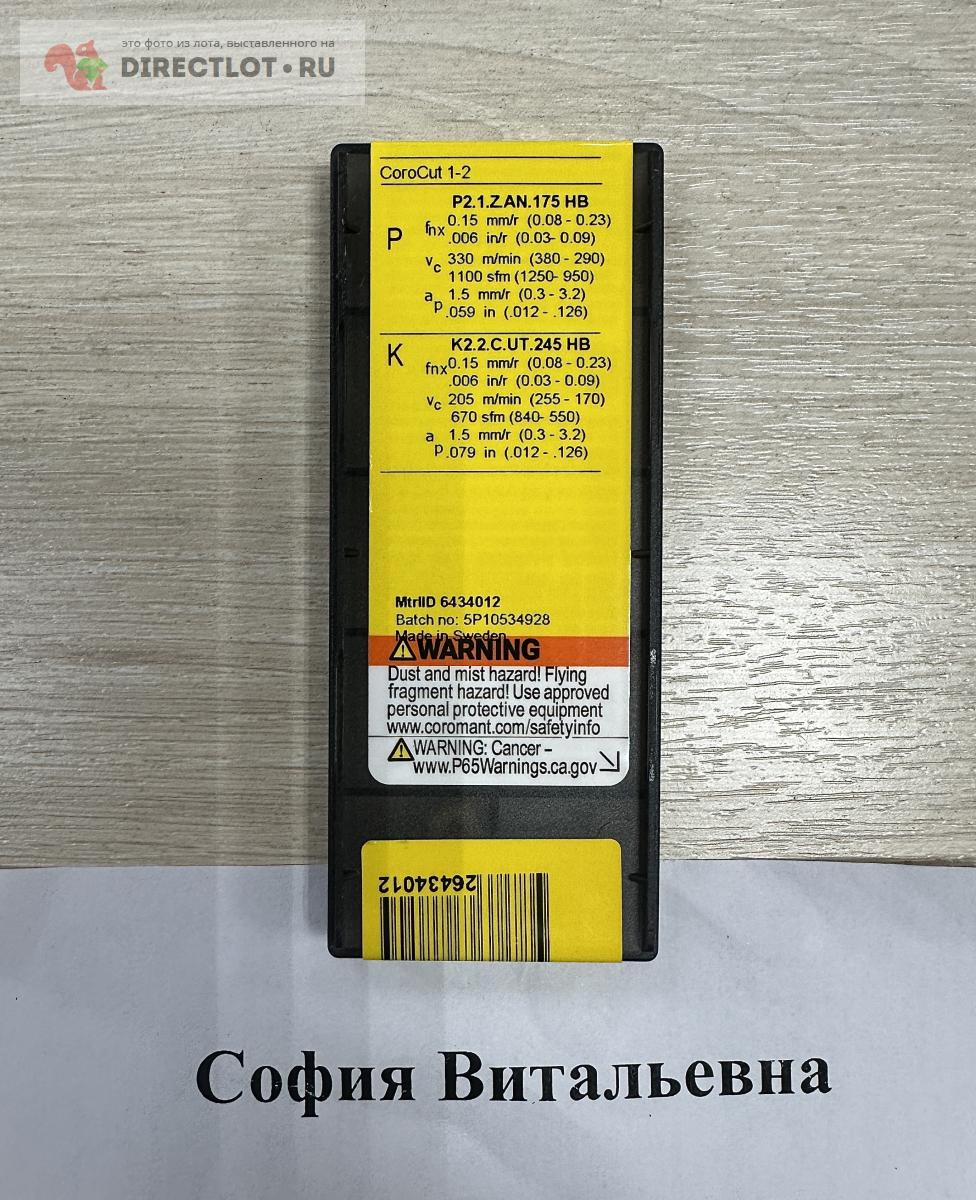 это фото из лота, выставленного на
DIRECTLOT.RU
CoroCut 1-2
P2.1.Z.AN.175 HB
P fnx 0.15 mm/r (0.08 - 0.23)
.006 in/r (0.03- 0.09)
vc 330 m/min (380 - 290)
1100 sfm (1250- 950)
ap 1.5 mm/r (0.3 - 3.2)
.059 in (.012 - .126)
K2.2.C.UT.245 HB
K fnx 0.15 mm/r (0.08 - 0.23)
.006 in/r (0.03 - 0.09)
vc 205 m/min (255 - 170)
670 sfm (840- 550)
ap 1.5 mm/r (0.3 - 3.2)
.079 in (.012 - .126)
MtrlID 6434012
Batch no: 5P10534928
Made in Sweden
WARNING
Dust and mist hazard! Flying
fragment hazard! Use approved
personal protective equipment
www.coromant.com/safetyinfo
WARNING: Cancer –
www.P65Warnings.ca.gov
26434012
София Витальевна